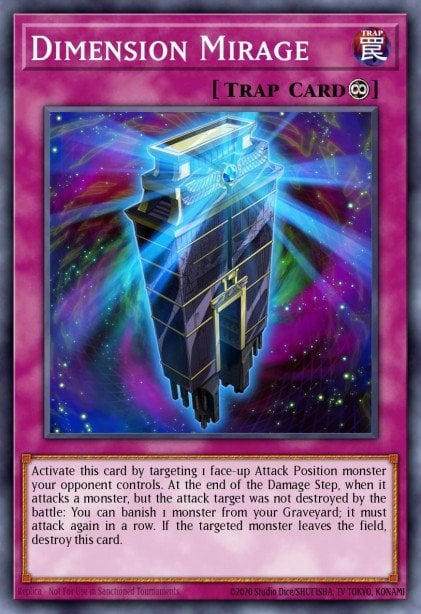 Dimension Mirage
TRAP
罠
[Trap Card♾]
Activate this card by targeting 1 face-up Attack Position monster
your opponent controls. At the end of the Damage Step, when it
attacks a monster, but the attack target was not destroyed by the
battle: You can banish 1 monster from your Graveyard; it must
attack again in a row. If the targeted monster leaves the field,
destroy this card.
Replica - Not For Use in Sanctioned Tournaments
©2020 Studio Dice/SHUEISHA, TV TOKYO, KONAMI